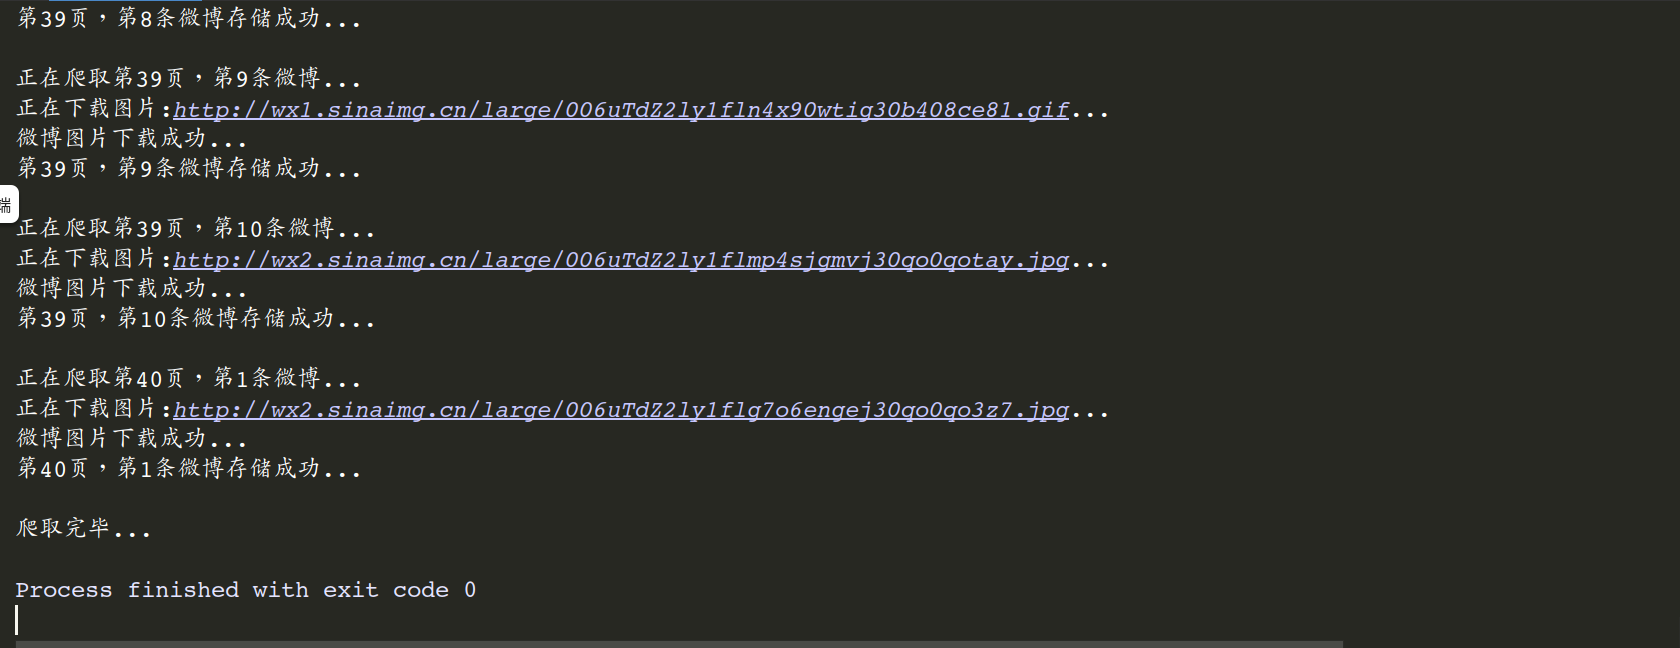 第39页，第8条微博存储成功...
正在爬取第39页，第9条微博...
正在下载图片:http://wx1.sinaimg.cn/large/006uTdZ2ly1fln4x90wtig30b408ce81.gif...
微博图片下载成功...
第39页，第9条微博存储成功...
端
正在爬取第39页，第10条微博...
正在下载图片:http://wx2.sinaimg.cn/large/006uTdZ2ly1flmp4sjgmvj30qo0qotay.jpg...
微博图片下载成功...
第39页，第10条微博存储成功...
正在爬取第40页，第1条微博...
正在下载图片:http://wx2.sinaimg.cn/large/006uTdZ2ly1flg7o6engej30qo0qo3z7.jpg...
微博图片下载成功...
第40页，第1条微博存储成功...
爬取完毕...
Process finished with exit code 0